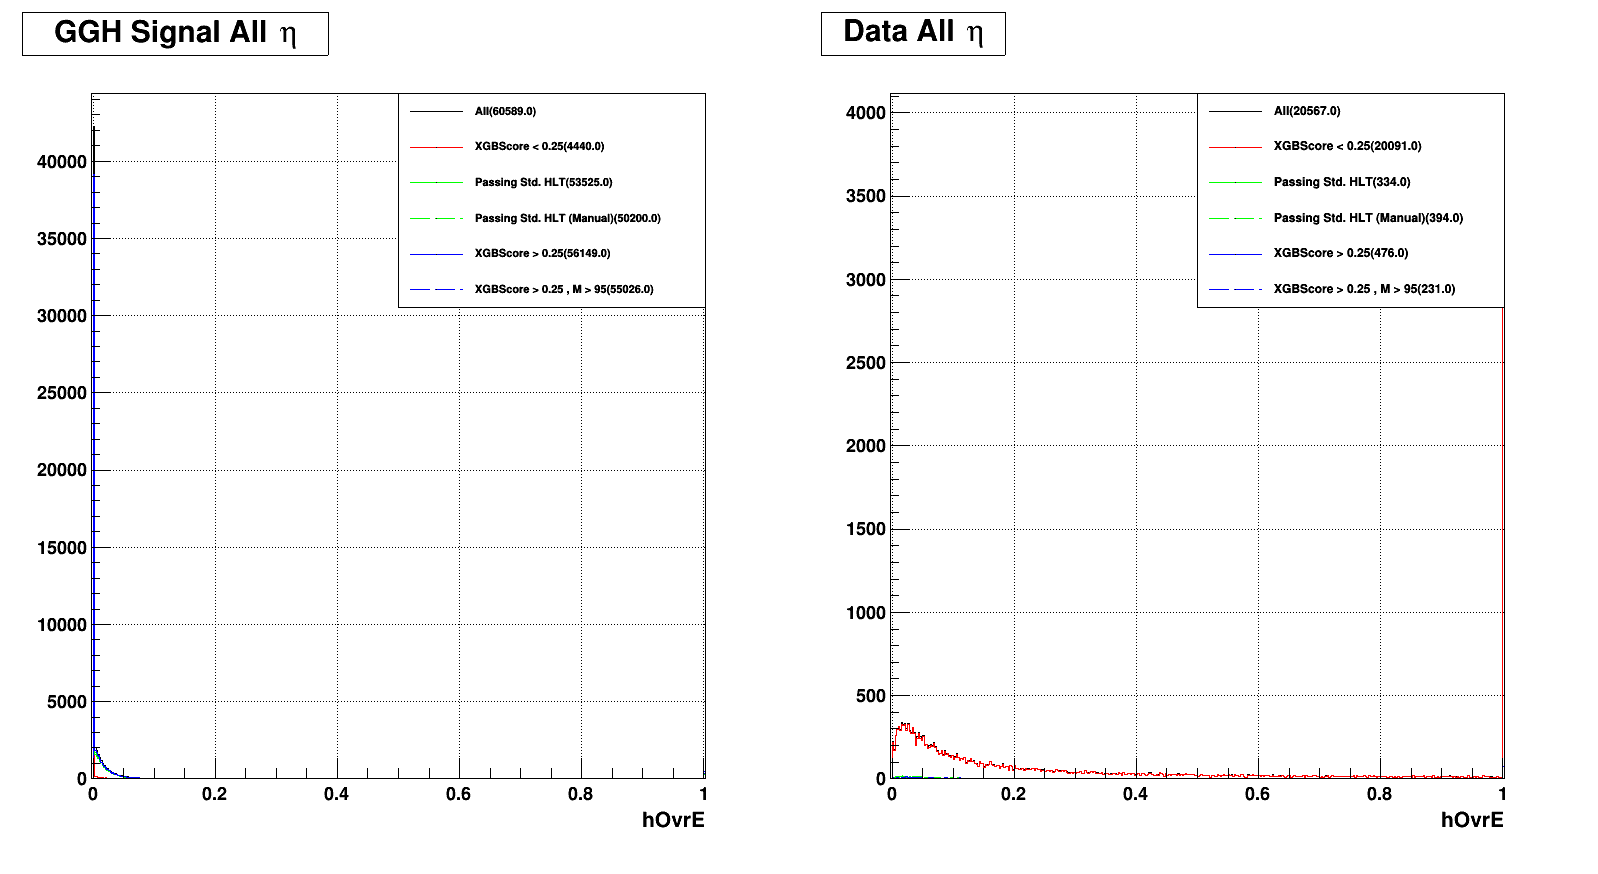 GGH Signal All η
All(60589.0)
XGBScore < 0.25(4440.0)
Passing Std. HLT(53525.0)
Passing Std. HLT (Manual)(50200.0)
XGBScore > 0.25(56149.0)
XGBScore > 0.25 , M > 95(55026.0)
40000
35000
30000
25000
20000
15000
10000
5000
0
0 0.2 0.4 0.6 0.8 1
hOvrE
Data All η
All(20567.0)
XGBScore < 0.25(20091.0)
Passing Std. HLT(334.0)
Passing Std. HLT (Manual)(394.0)
XGBScore > 0.25(476.0)
XGBScore > 0.25 , M > 95(231.0)
4000
3500
3000
2500
2000
1500
1000
500
0
0 0.2 0.4 0.6 0.8 1
hOvrE